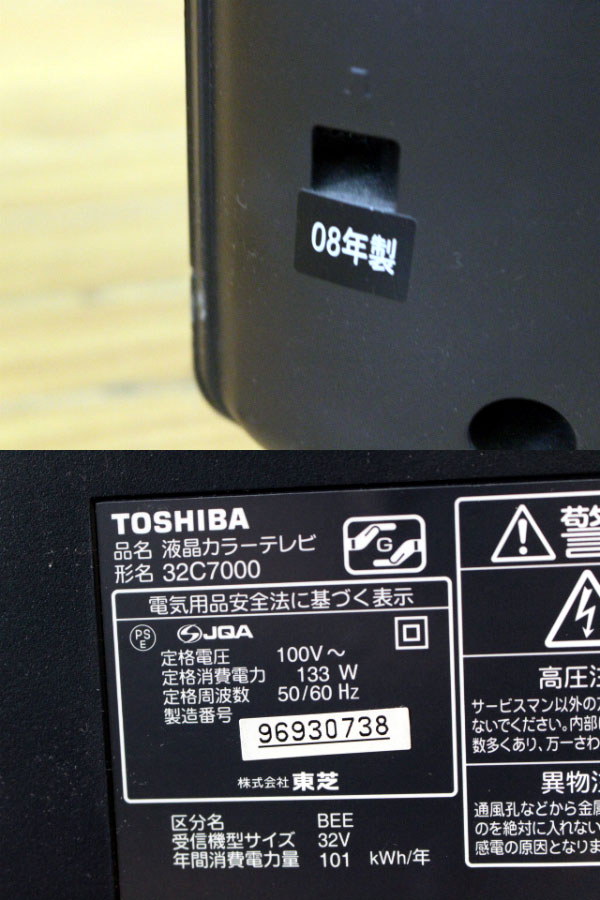 08年製
TOSHIBA
品名 液晶カラーテレビ
形名 32C7000
G
電気用品安全法に基づく表示
PS
E
JQA
定格電圧 100V～
定格消費電力 133 W
定格周波数 50/60 Hz
製造番号
96930738
株式会社 東芝
区分名 BEE
受信機型サイズ 32V
年間消費電力量 101 kWh/年
警
高圧注
サービスマン以外の
ないでください。内部
数多くあり、万一さわ
異物注
通風孔などから金属
のを絶対に入れない
感電の原因となりま